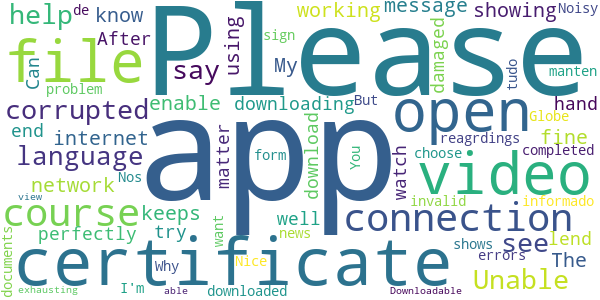 help de know After
working message showing Noisy
Please
file Can say using My sign
damaged tudo manten
problem But
corrupted enable downloading open hand
app
end internet matter download watch reagrdings Globe fine
language Nos form You choose completed
network video
course keeps well want connection invalid informado
perfectly try news see lend
documents Why downloaded Nice shows The errors
certificate Unable
view
exhausting I'm able Downloadable